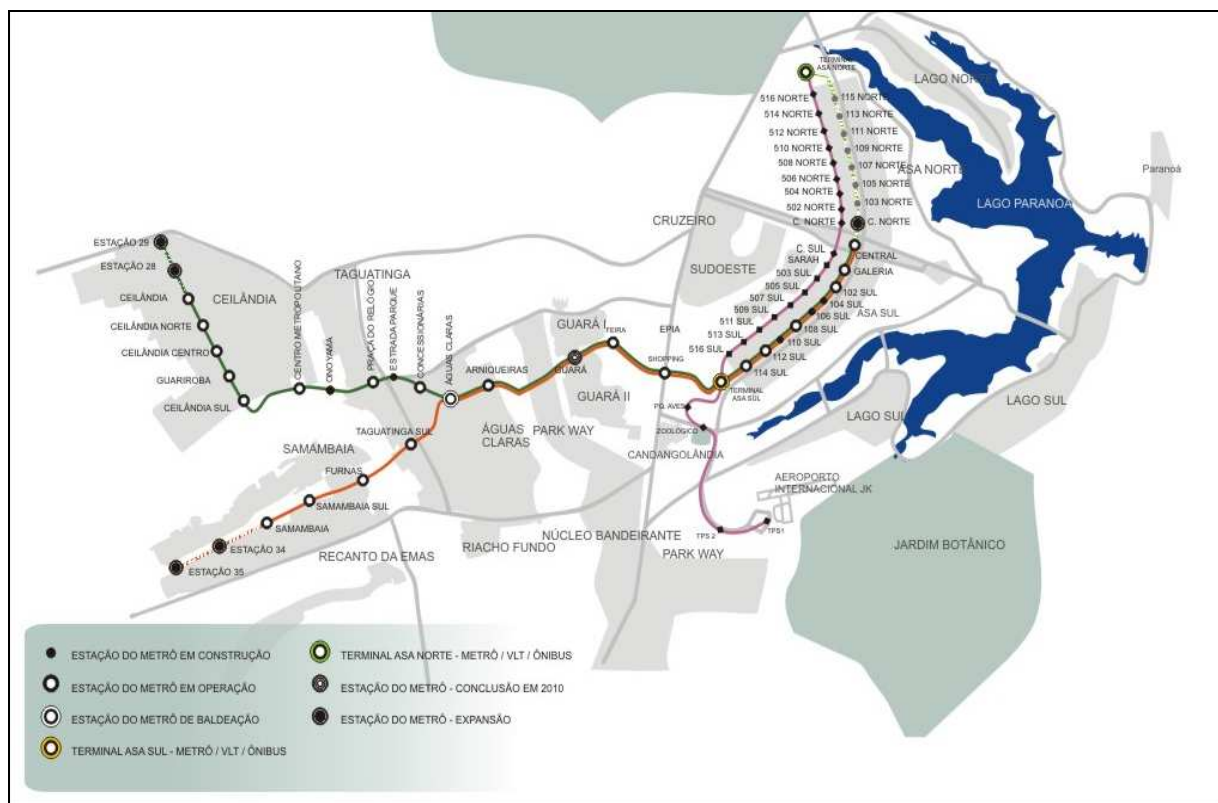 TERMINAL
ASA NORTE
LAGO NORTE
516 NORTE
115 NORTE
514 NORTE
113 NORTE
512 NORTE
111 NORTE
510 NORTE
109 NORTE
508 NORTE
107 NORTE
ASA NORTE
506 NORTE
105 NORTE
504 NORTE
103 NORTE
502 NORTE
C. NORTE
C. NORTE
Paranoá
LAGO PARANOA
CRUZEIRO
C. SUL
SARAH
CENTRAL
GALERIA
SUDOESTE
503 SUL
505 SUL
102 SUL
507 SUL
104 SUL
509 SUL
106 SUL
ASA SUL
511 SUL
108 SUL
513 SUL
110 SUL
516 SUL
112 SUL
114 SUL
ESTAÇÃO 29
ESTAÇÃO 28
CEILÂNDIA
CEILÂNDIA
CEILÂNDIA NORTE
CEILÂNDIA CENTRO
GUARIROBA
CEILÂNDIA SUL
TAGUATINGA
CENTRO METROPOLITANO
ONOYAMA
PRAÇA DO RELÓGIO
ESTRADA PARQUE
CONCESSIONÁRIAS
ÁGUAS CLARAS
ARNIQUEIRAS
GUARÁ I
FEIRA
GUARÁ
EPIA
SHOPPING
TERMINAL
ASA SUL
GUARÁ II
ÁGUAS
CLARAS
PARK WAY
PQ. AVES
ZOOLÓGICO
CANDANGOLÂNDIA
LAGO SUL
LAGO SUL
TAGUATINGA SUL
SAMAMBAIA
FURNAS
SAMAMBAIA SUL
SAMAMBAIA
ESTAÇÃO 34
ESTAÇÃO 35
RECANTO DA EMAS
RIACHO FUNDO
NÚCLEO BANDEIRANTE
AEROPORTO
INTERNACIONAL JK
TPS 2
TPS1
PARK WAY
JARDIM BOTÂNICO
ESTAÇÃO DO METRÔ EM CONSTRUÇÃO
ESTAÇÃO DO METRÔ EM OPERAÇÃO
ESTAÇÃO DO METRÔ DE BALDEAÇÃO
TERMINAL ASA SUL - METRÔ / VLT / ÔNIBUS
TERMINAL ASA NORTE - METRÔ / VLT / ÔNIBUS
ESTAÇÃO DO METRÔ - CONCLUSÃO EM 2010
ESTAÇÃO DO METRÔ - EXPANSÃO